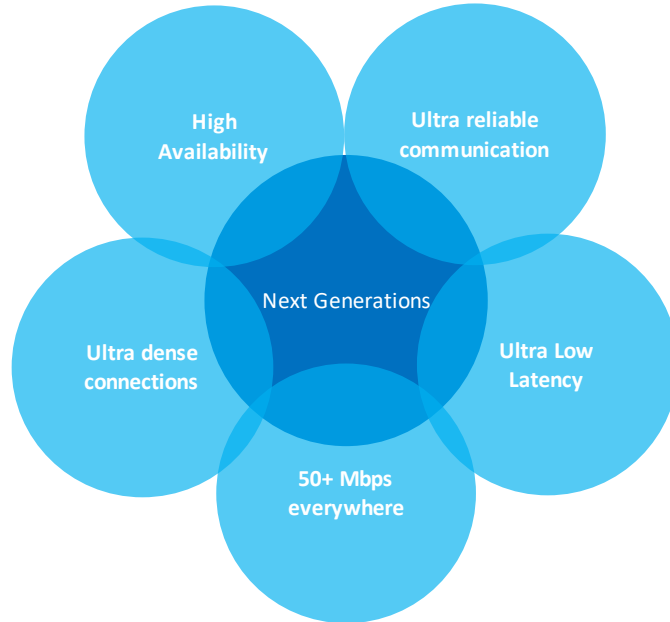 High
Availability
Ultra reliable
communication
Next Generations
Ultra dense
connections
Ultra Low
Latency
50+ Mbps
everywhere